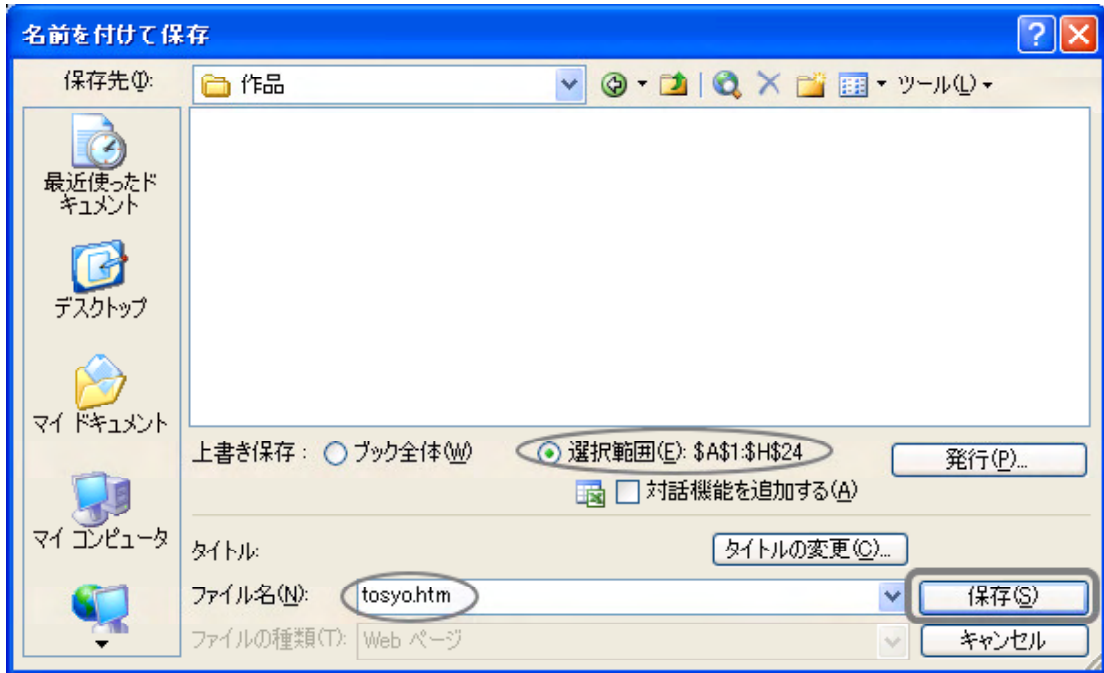 名前を付けて保存
保存先(I):
作品
ツール(L)
最近使ったド
キュメント
デスクトップ
マイ ドキュメント
マイ コンピュータ
上書き保存: ブック全体(W) 選択範囲(E): $A$1:$H$24
発行(P)...
対話機能を追加する(A)
タイトル:
タイトルの変更(C)...
ファイル名(N): tosyo.htm
保存(S)
ファイルの種類(T): Web ページ
キャンセル